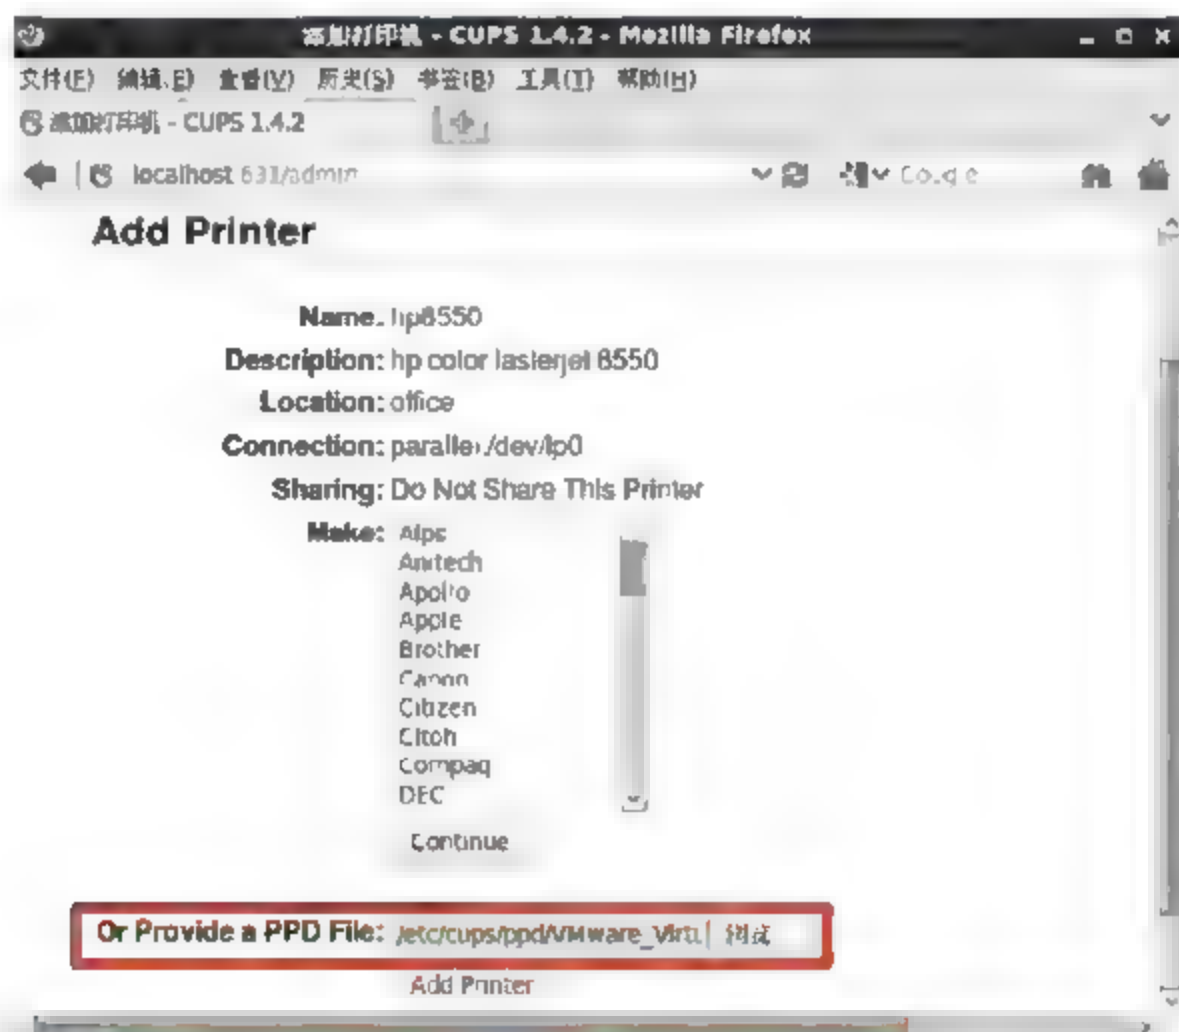 添加打印机 - CUPS 1.4.2 - Mozilla Firefox
文件(F) 编辑(E) 查看(V) 历史(S) 书签(B) 工具(T) 帮助(H)
添加打印机 - CUPS 1.4.2
localhost:631/admin Google
Add Printer
Name: hp8550
Description: hp color lasterjet 8550
Location: office
Connection: parallel:/dev/lp0
Sharing: Do Not Share This Printer
Make: Alps
Anitech
Apollo
Apple
Brother
Canon
Citizen
Citoh
Compaq
DEC
Continue
Or Provide a PPD File: /etc/cups/ppd/VMware_Virtu
Add Printer